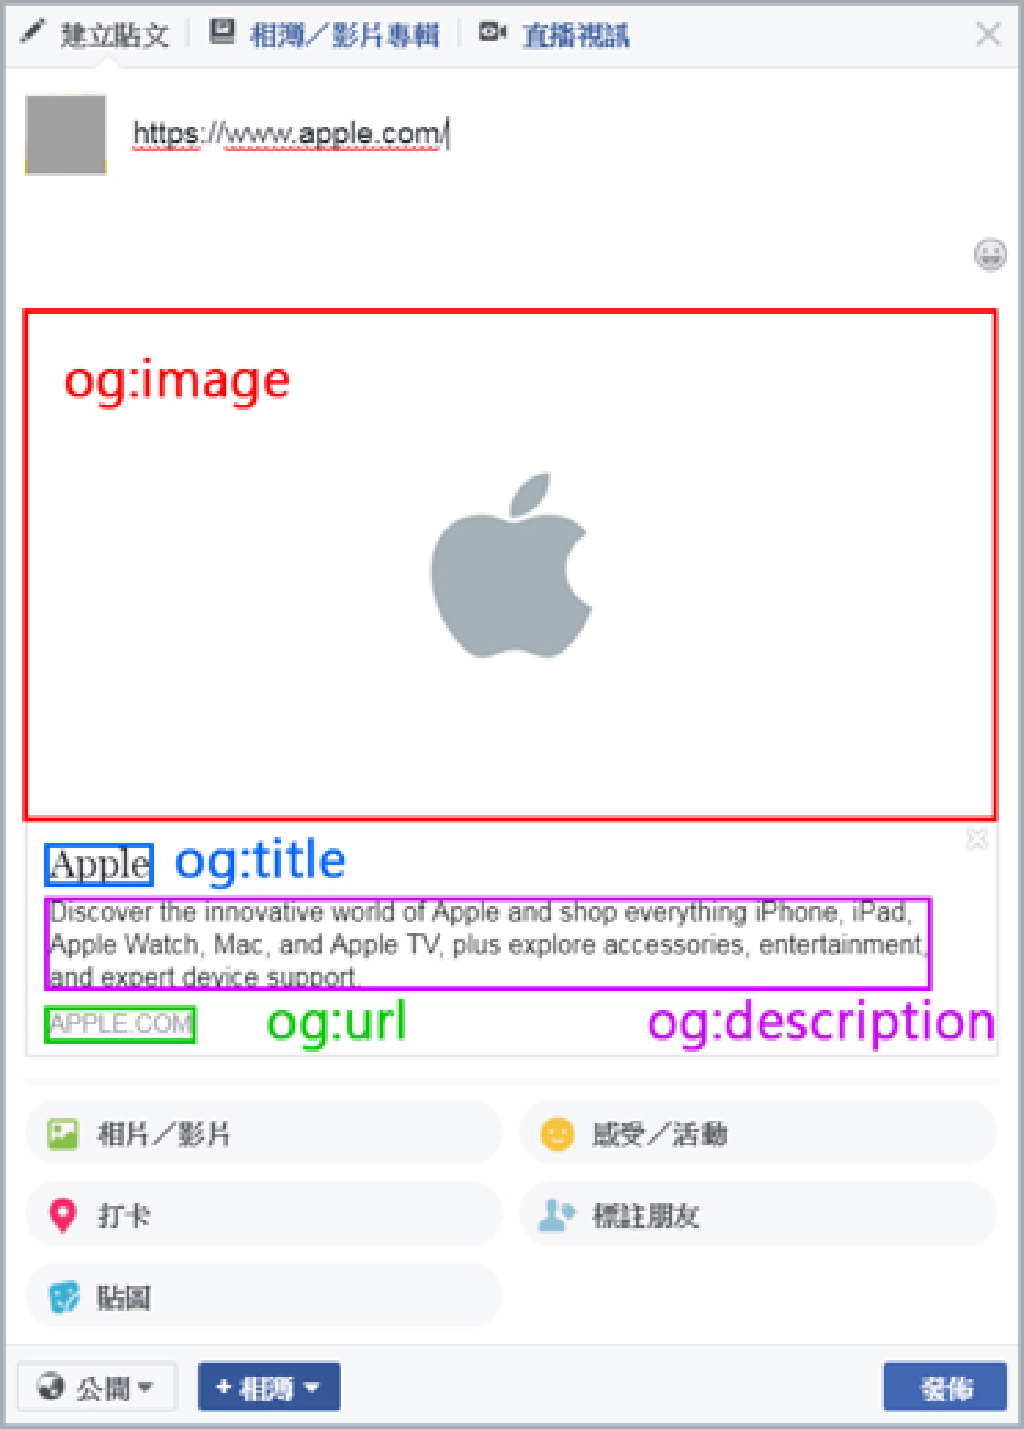 建立貼文 相簿／影片專輯 直播視訊
https://www.apple.com/
og:image
Apple og:title
Discover the innovative world of Apple and shop everything iPhone, iPad,
Apple Watch, Mac, and Apple TV, plus explore accessories, entertainment,
and expert device support.
APPLE.COM og:url og:description
相片／影片 感受／活動
打卡 標註朋友
貼圖
公開 + 相簿 發佈